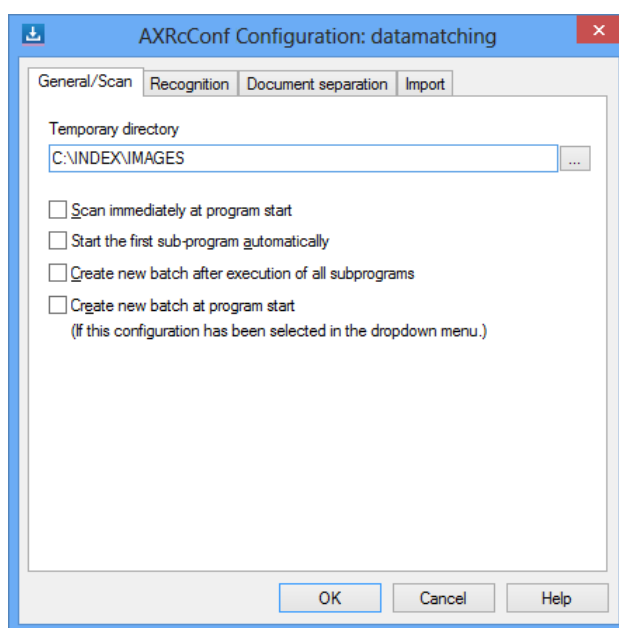 AXRcConf Configuration: datamatching
General/Scan Recognition Document separation Import
Temporary directory
C:\INDEX\IMAGES
...
Scan immediately at program start
Start the first sub-program automatically
Create new batch after execution of all subprograms
Create new batch at program start
(If this configuration has been selected in the dropdown menu.)
OK Cancel Help